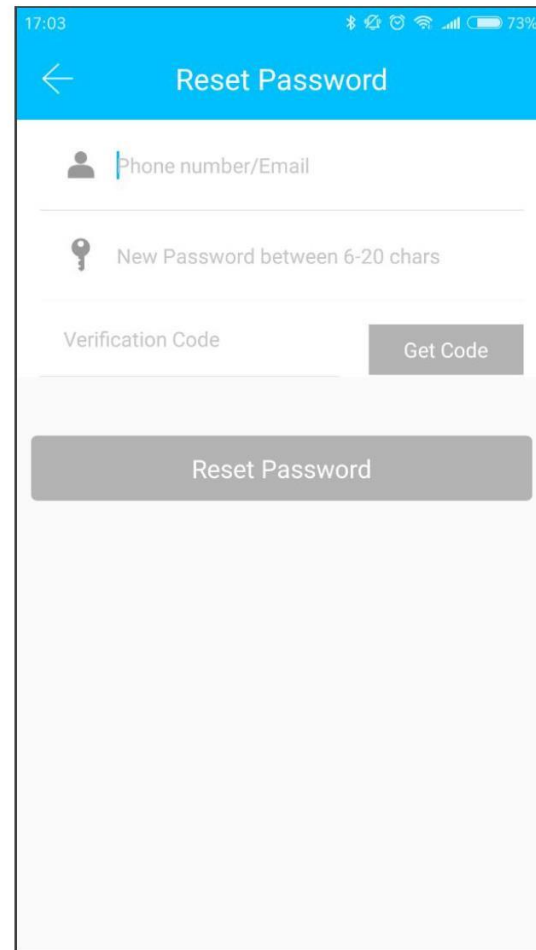 17:03 73%
Reset Password
Phone number/Email
New Password between 6-20 chars
Verification Code
Get Code
Reset Password